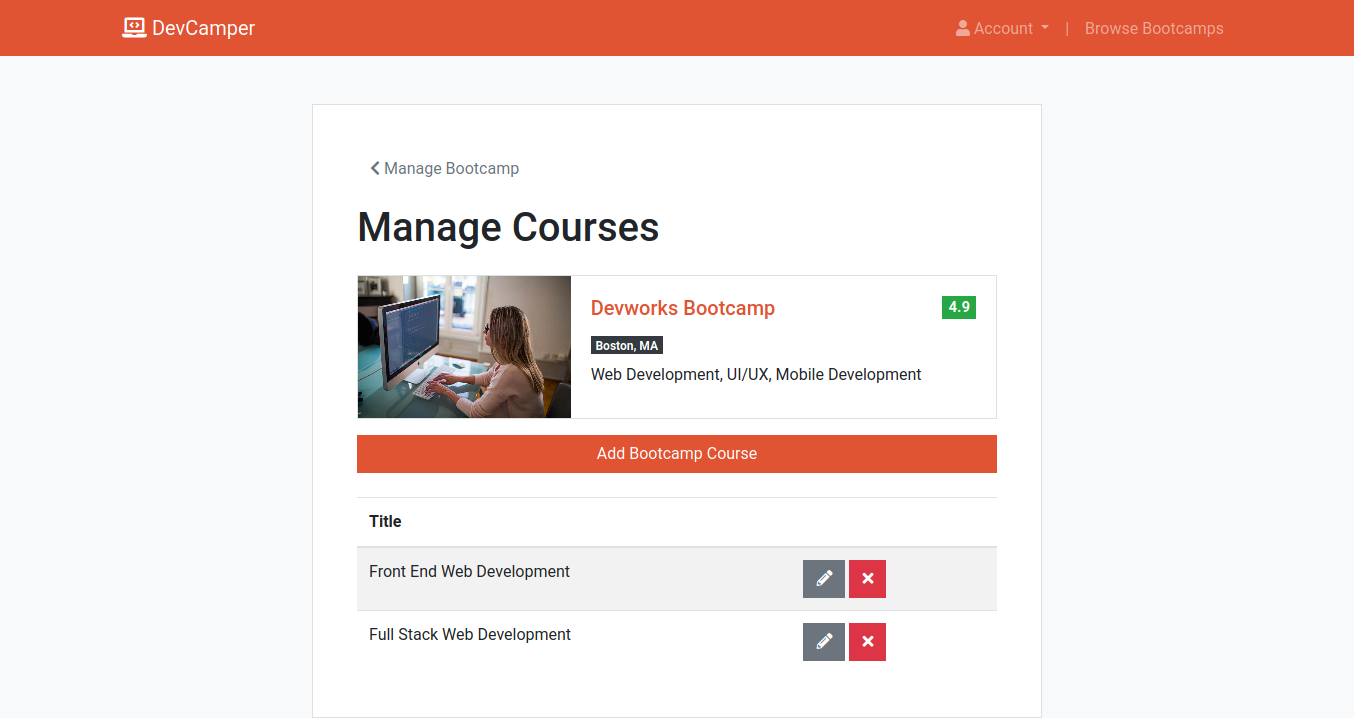 DevCamper
Account | Browse Bootcamps
Manage Bootcamp
Manage Courses
Devworks Bootcamp 4.9
Boston, MA
Web Development, UI/UX, Mobile Development
Add Bootcamp Course
Title
Front End Web Development
Full Stack Web Development